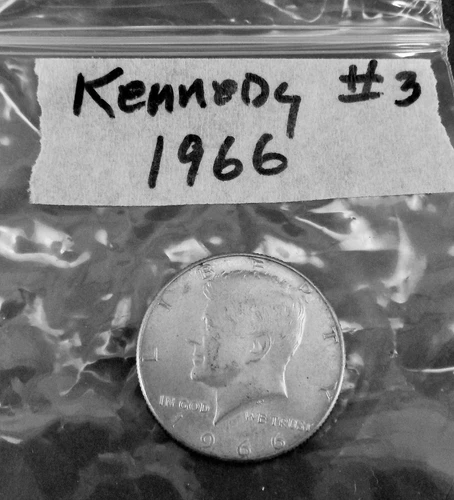 Kennedy #3
1966
LIBERTY
IN GOD WE TRUST
1966